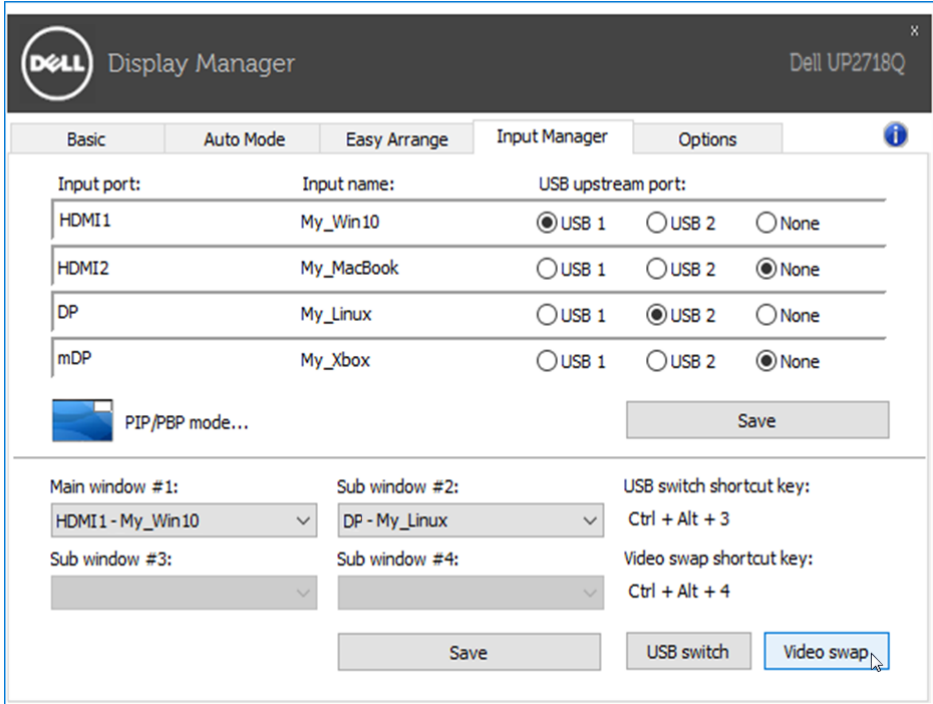 x
DELL Display Manager Dell UP2718Q
Basic Auto Mode Easy Arrange Input Manager Options i
Input port: Input name: USB upstream port:
HDMI1 My_Win10 USB 1 USB 2 None
HDMI2 My_MacBook USB 1 USB 2 None
DP My_Linux USB 1 USB 2 None
mDP My_Xbox USB 1 USB 2 None
PIP/PBP mode... Save
Main window #1: Sub window #2: USB switch shortcut key:
HDMI1 - My_Win10 DP - My_Linux Ctrl + Alt + 3
Sub window #3: Sub window #4: Video swap shortcut key:
Ctrl + Alt + 4
Save USB switch Video swap